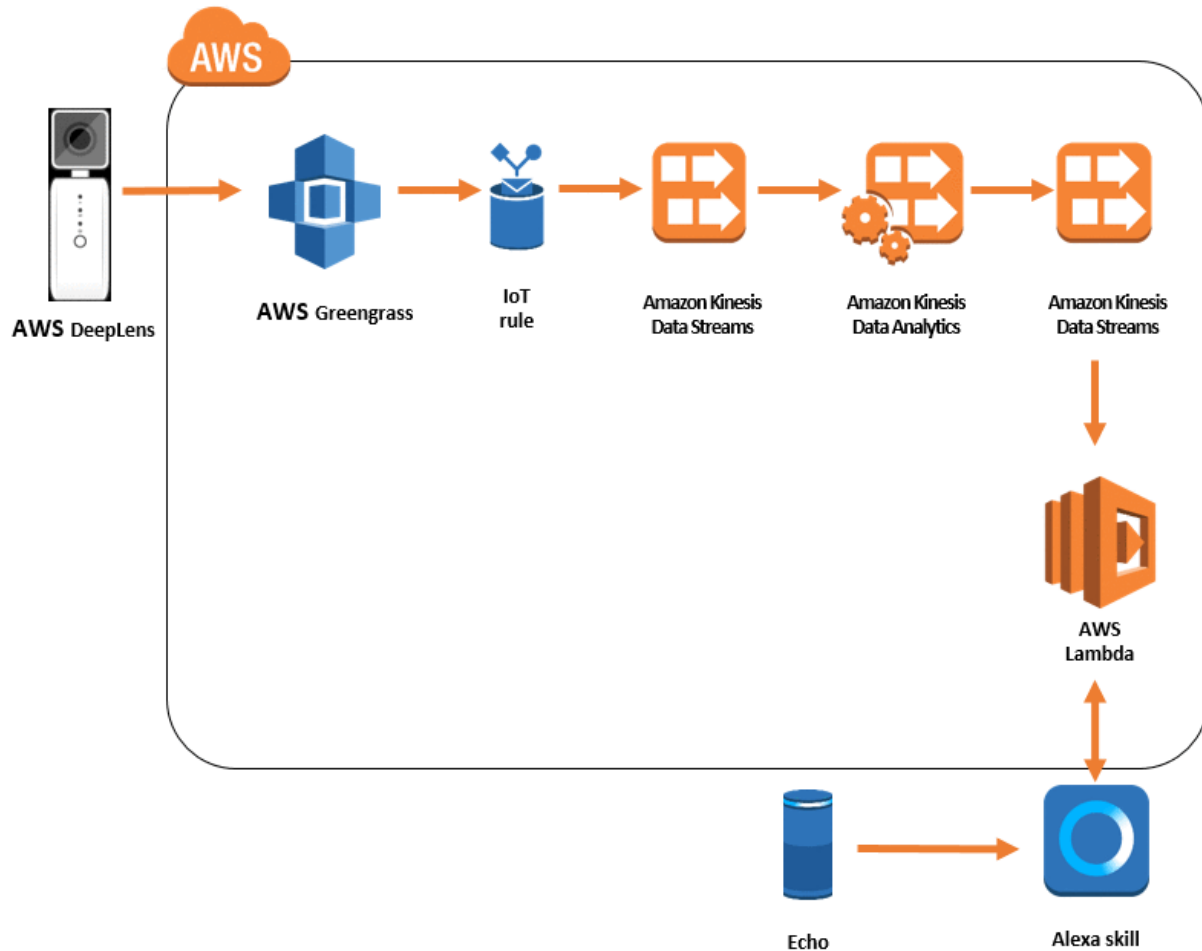 AWS
AWS DeepLens
AWS Greengrass
IoT
rule
Amazon Kinesis
Data Streams
Amazon Kinesis
Data Analytics
Amazon Kinesis
Data Streams
AWS
Lambda
Echo
Alexa skill